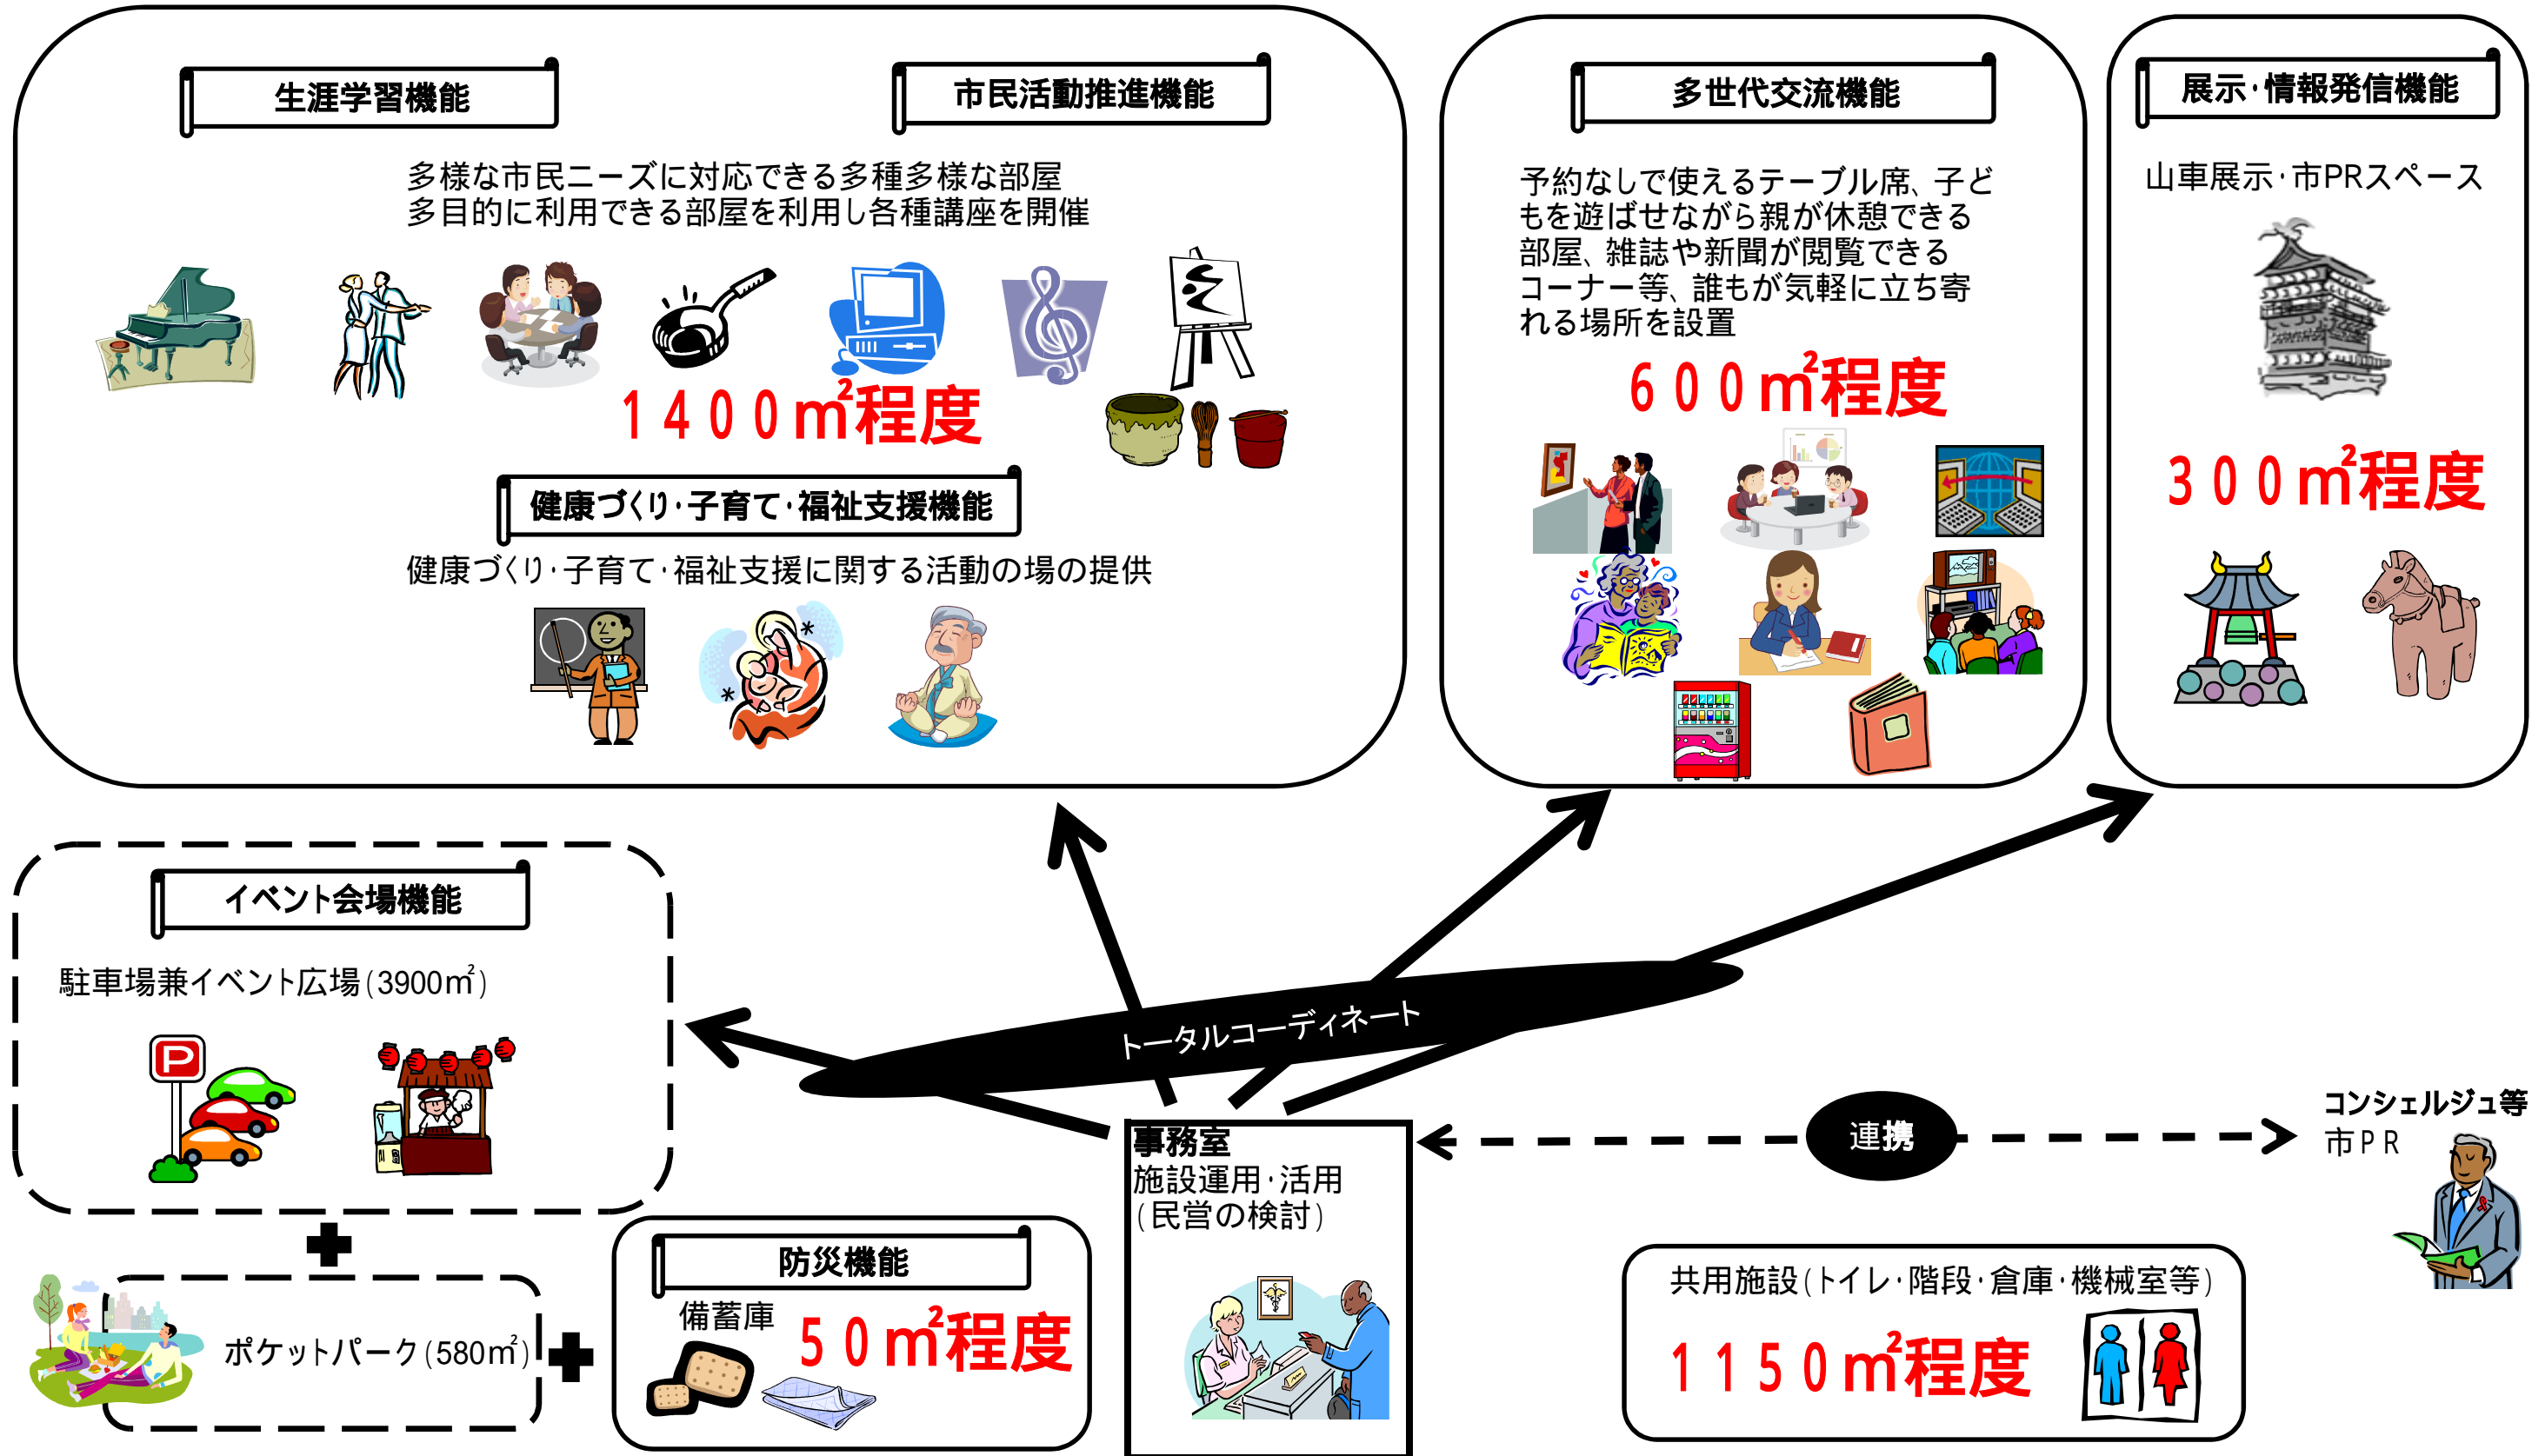 生涯学習機能
市民活動推進機能
多様な市民ニーズに対応できる多種多様な部屋
多目的に利用できる部屋を利用し各種講座を開催
1400㎡程度
健康づくり・子育て・福祉支援機能
健康づくり・子育て・福祉支援に関する活動の場の提供
多世代交流機能
予約なしで使えるテーブル席、子ど
もを遊ばせながら親が休憩できる
部屋、雑誌や新聞が閲覧できる
コーナー等、誰もが気軽に立ち寄
れる場所を設置
600㎡程度
展示・情報発信機能
山車展示・市PRスペース
300㎡程度
イベント会場機能
駐車場兼イベント広場(3900㎡)
P
トータルコーディネート
ポケットパーク(580㎡)
防災機能
備蓄庫
50㎡程度
事務室
施設運用・活用
(民営の検討)
連携
コンシェルジュ等
市PR
共用施設(トイレ・階段・倉庫・機械室等)
1150㎡程度